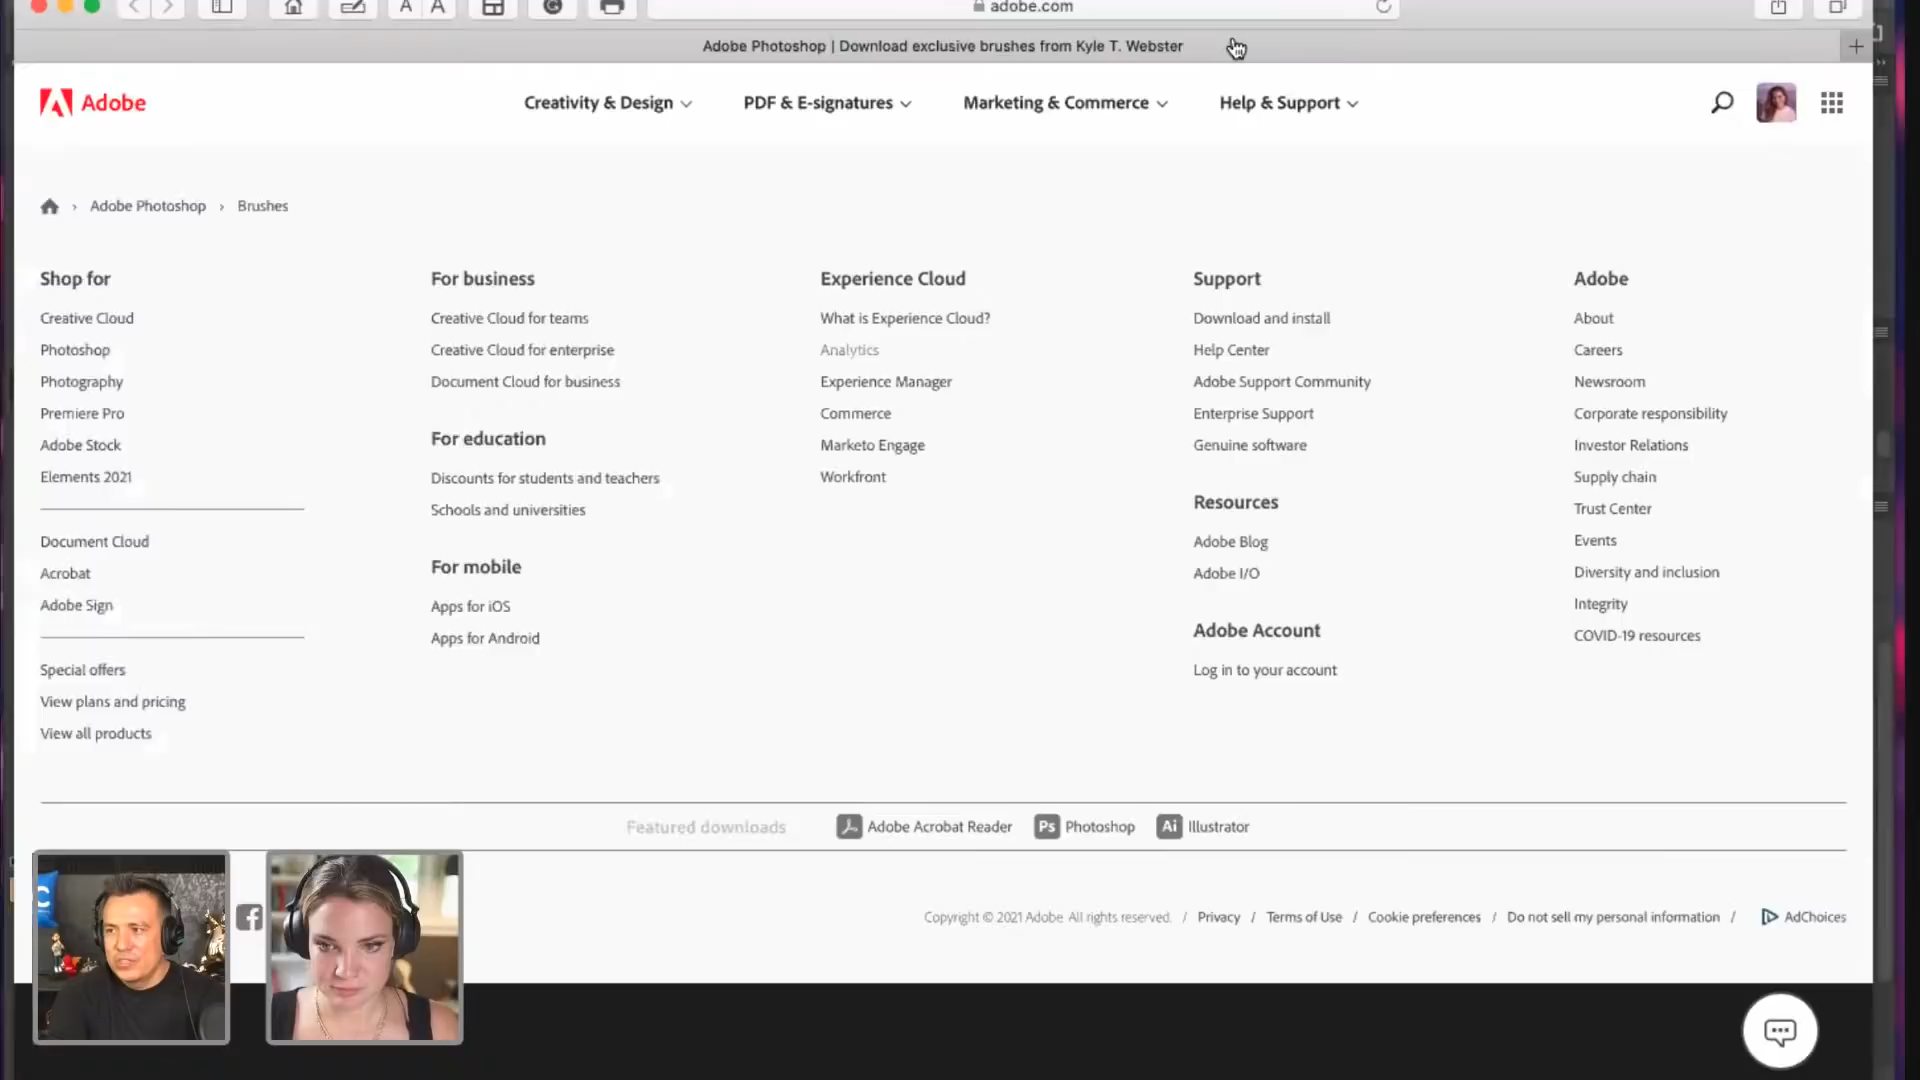 A A
adobe.com
Adobe Photoshop | Download exclusive brushes from Kyle T. Webster
Adobe
Creativity & Design
PDF & E-signatures
Marketing & Commerce
Help & Support
Adobe Photoshop
Brushes
Shop for
Creative Cloud
Photoshop
Photography
Premiere Pro
Adobe Stock
Elements 2021
Document Cloud
Acrobat
Adobe Sign
Special offers
View plans and pricing
View all products
For business
Creative Cloud for teams
Creative Cloud for enterprise
Document Cloud for business
For education
Discounts for students and teachers
Schools and universities
For mobile
Apps for iOS
Apps for Android
Experience Cloud
What is Experience Cloud?
Analytics
Experience Manager
Commerce
Marketo Engage
Workfront
Support
Download and install
Help Center
Adobe Support Community
Enterprise Support
Genuine software
Resources
Adobe Blog
Adobe I/O
Adobe Account
Log in to your account
Adobe
About
Careers
Newsroom
Corporate responsibility
Investor Relations
Supply chain
Trust Center
Events
Diversity and inclusion
Integrity
COVID-19 resources
Featured downloads
Adobe Acrobat Reader
Ps Photoshop
Ai Illustrator
Copyright © 2021 Adobe. All rights reserved. / Privacy / Terms of Use / Cookie preferences / Do not sell my personal information / AdChoices